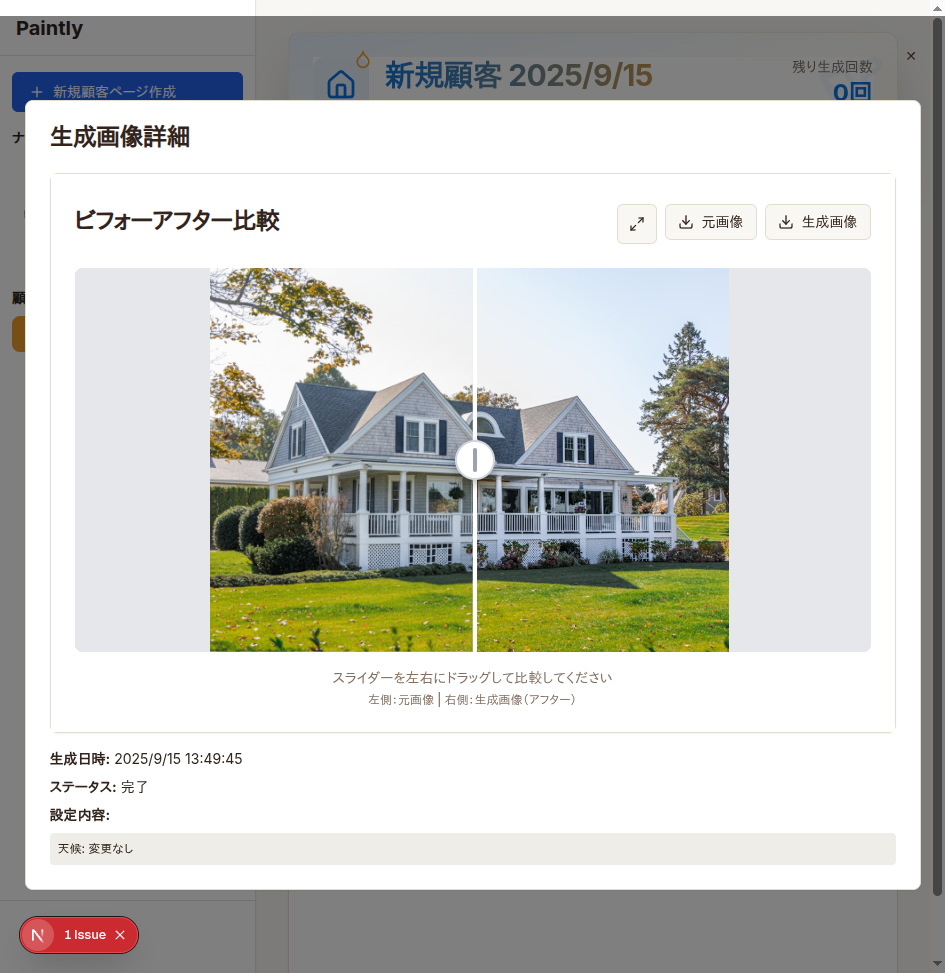 Paintly
+ 新規顧客ページ作成
ナ
顧
新規顧客 2025/9/15
残り生成回数
0回
生成画像詳細
ビフォーアフター比較
元画像
生成画像
スライダーを左右にドラッグして比較してください
左側：元画像 | 右側：生成画像（アフター）
生成日時: 2025/9/15 13:49:45
ステータス: 完了
設定内容:
天候: 変更なし
N 1 Issue ×